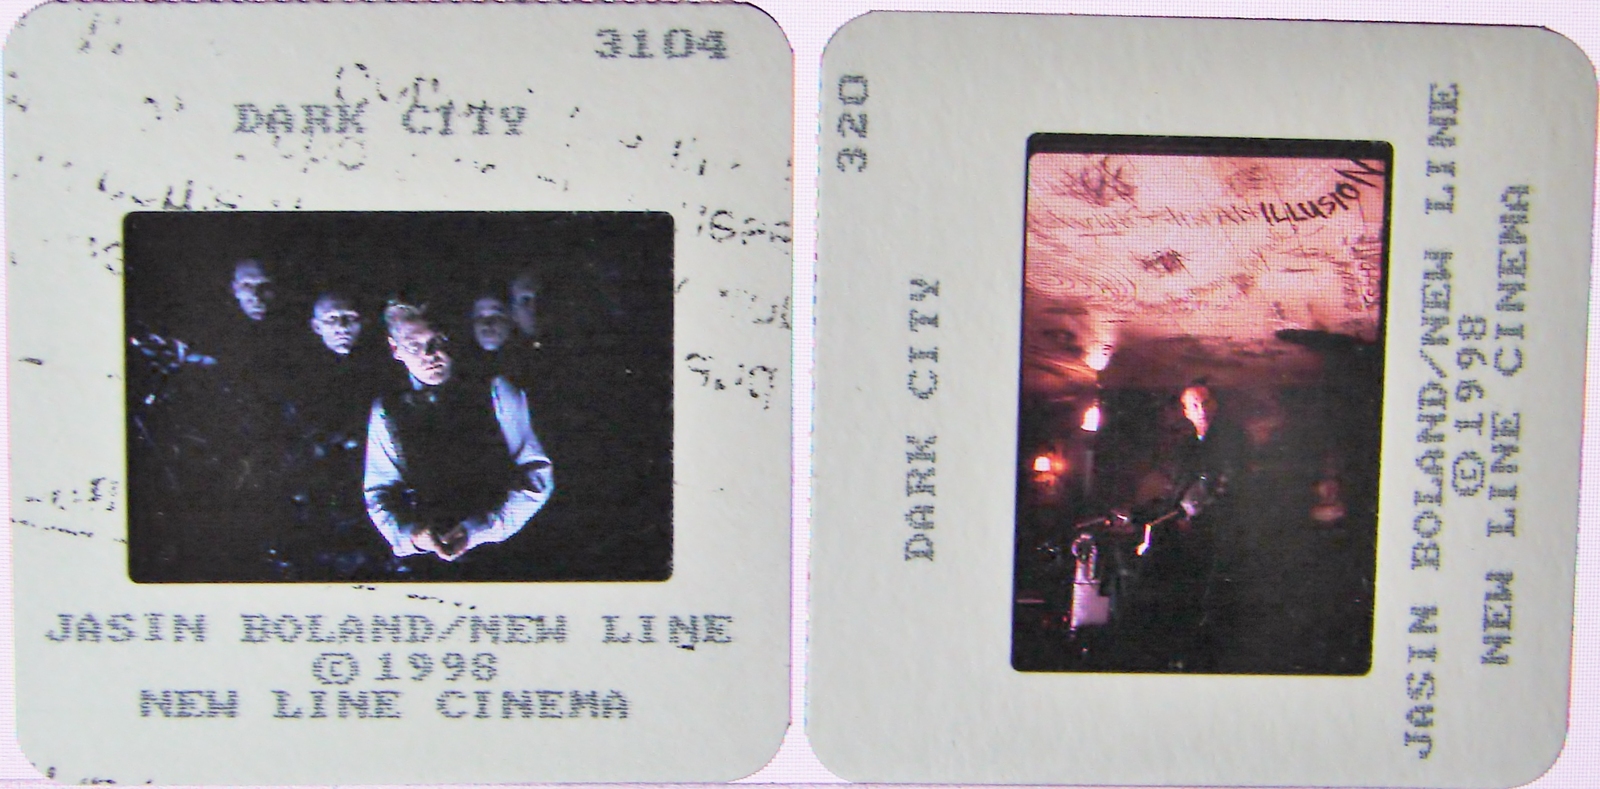 3104
DARK CITY
JASIN BOLAND/NEW LINE
©1998
NEW LINE CINEMA
320
DARK CITY
ILLUSION
JASIN BOLAND/NEW LINE
©1998
NEW LINE CINEMA